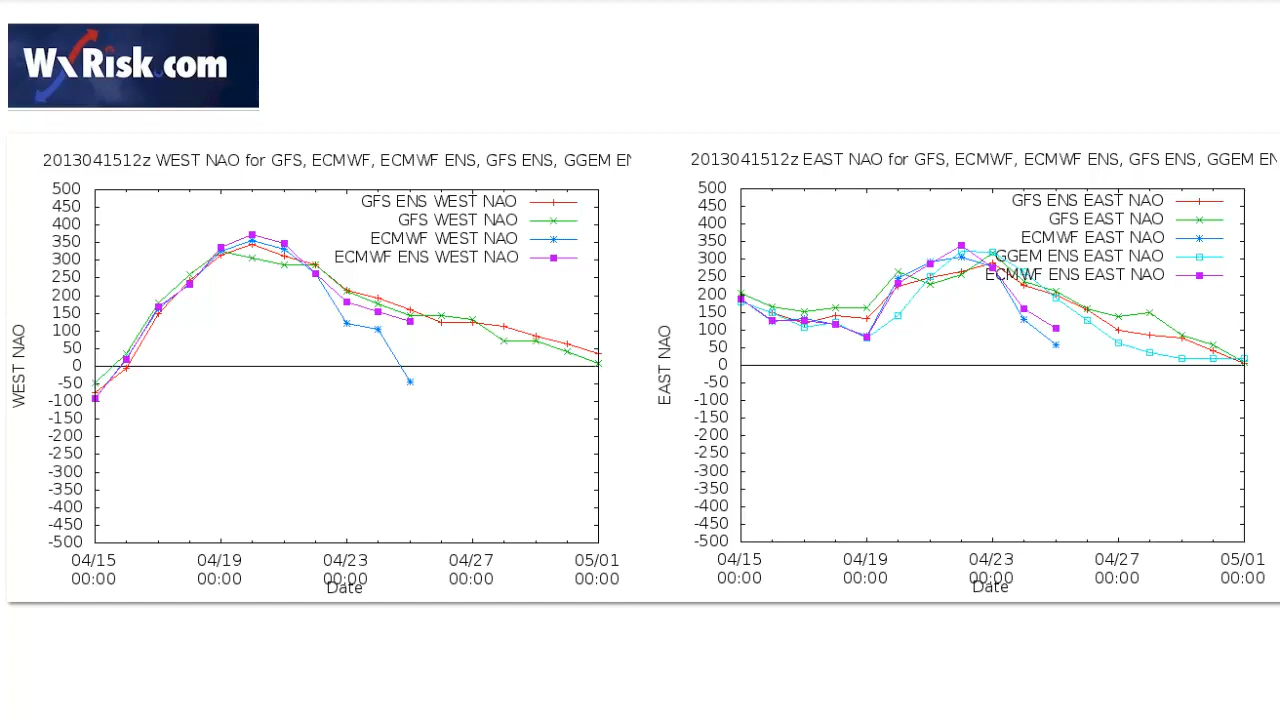 WxRisk.com
2013041512z WEST NAO for GFS, ECMWF, ECMWF ENS, GFS ENS, GGEM EN
500
450
400
350
300
250
200
150
100
50
0
-50
-100
-150
-200
-250
-300
-350
-400
-450
-500
WEST NAO
GFS ENS WEST NAO
GFS WEST NAO
ECMWF WEST NAO
ECMWF ENS WEST NAO
04/15 04/19 04/23 04/27 05/01
00:00 00:00 00:00 00:00 00:00
Date
2013041512z EAST NAO for GFS, ECMWF, ECMWF ENS, GFS ENS, GGEM EN
500
450
400
350
300
250
200
150
100
50
0
-50
-100
-150
-200
-250
-300
-350
-400
-450
-500
EAST NAO
GFS ENS EAST NAO
GFS EAST NAO
ECMWF EAST NAO
GGEM ENS EAST NAO
ECMWF ENS EAST NAO
04/15 04/19 04/23 04/27 05/01
00:00 00:00 00:00 00:00 00:00
Date